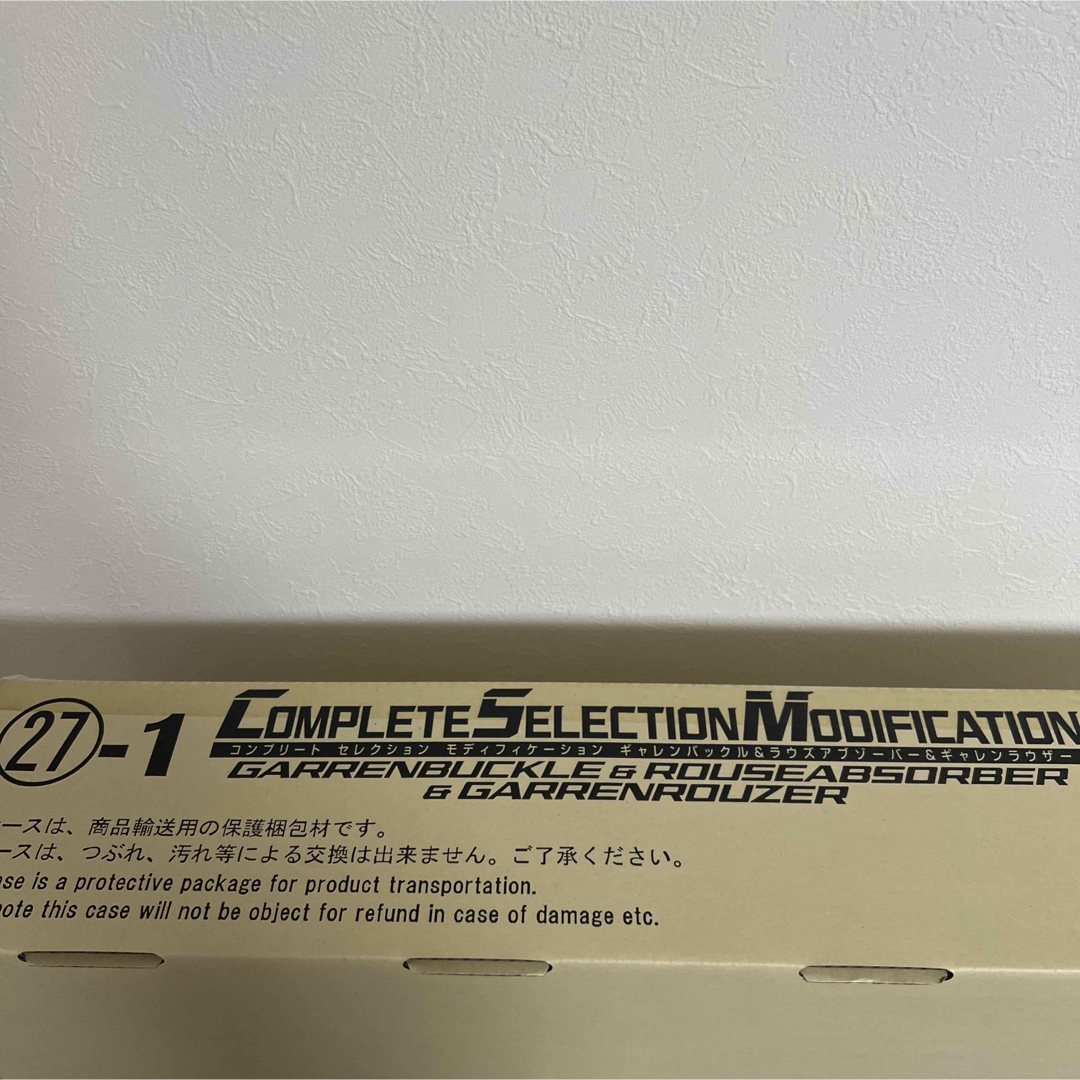 ㉗-1
COMPLETE SELECTION MODIFICATION
コンプリート セレクション モディフィケーション ギャレンバックル&ラウズアブゾーバー&ギャレンラウザー
GARRENBUCKLE & ROUSEABSORBER
& GARRENROUZER
ースは、商品輸送用の保護梱包材です。
ースは、つぶれ、汚れ等による交換は出来ません。ご了承ください。
is a protective package for product transportation.
this case will not be object for refund in case of damage etc.